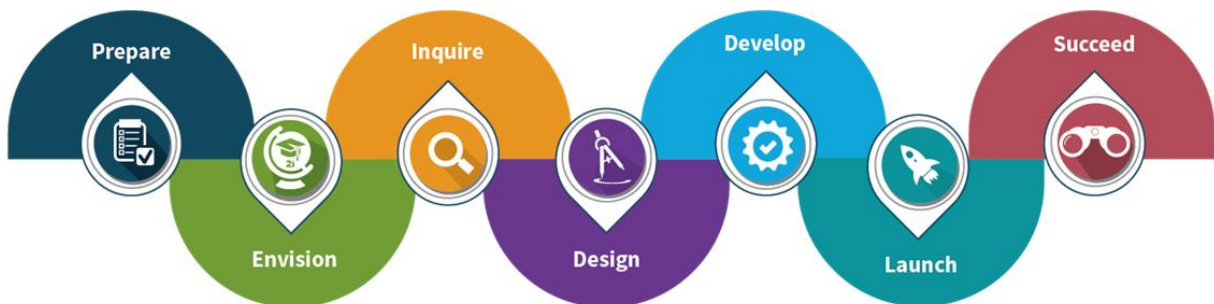 Prepare
Envision
Inquire
Design
Develop
Launch
Succeed